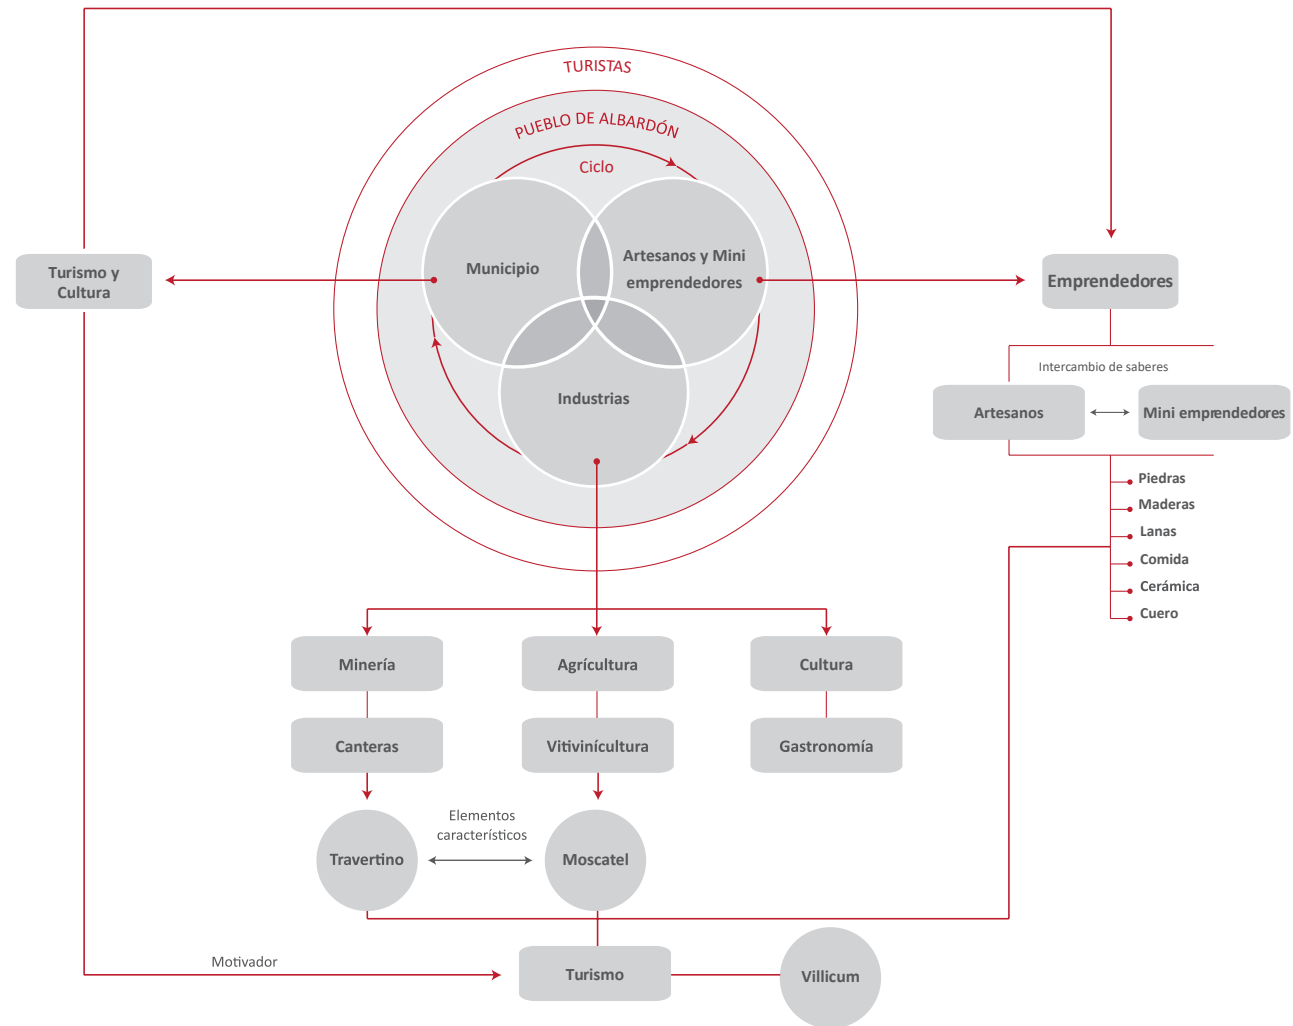 TURISTAS
PUEBLO DE ALBARDÓN
Ciclo
Municipio
Artesanos y Mini
emprendedores
Industrias
Turismo y
Cultura
Emprendedores
Intercambio de saberes
Artesanos
Mini emprendedores
Piedras
Maderas
Lanas
Comida
Cerámica
Cuero
Minería
Agrícultura
Cultura
Canteras
Vitivinícultura
Gastronomía
Elementos
característicos
Travertino
Moscatel
Motivador
Turismo
Villicum